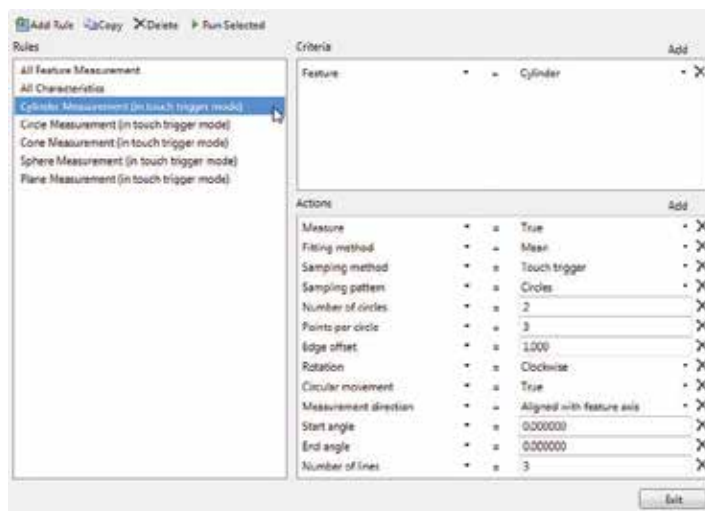 Add Rule Copy Delete Run Selected
Rules
All Feature Measurement
All Characteristics
Cylinder Measurement (in touch trigger mode)
Circle Measurement (in touch trigger mode)
Cone Measurement (in touch trigger mode)
Sphere Measurement (in touch trigger mode)
Plane Measurement (in touch trigger mode)
Criteria Add
Feature = Cylinder
Actions Add
Measure = True
Fitting method = Mean
Sampling method = Touch trigger
Sampling pattern = Circles
Number of circles = 2
Points per circle = 3
Edge offset = 1.000
Rotation = Clockwise
Circular movement = True
Measurement direction = Aligned with feature axis
Start angle = 0.000000
End angle = 0.000000
Number of lines = 3
Exit